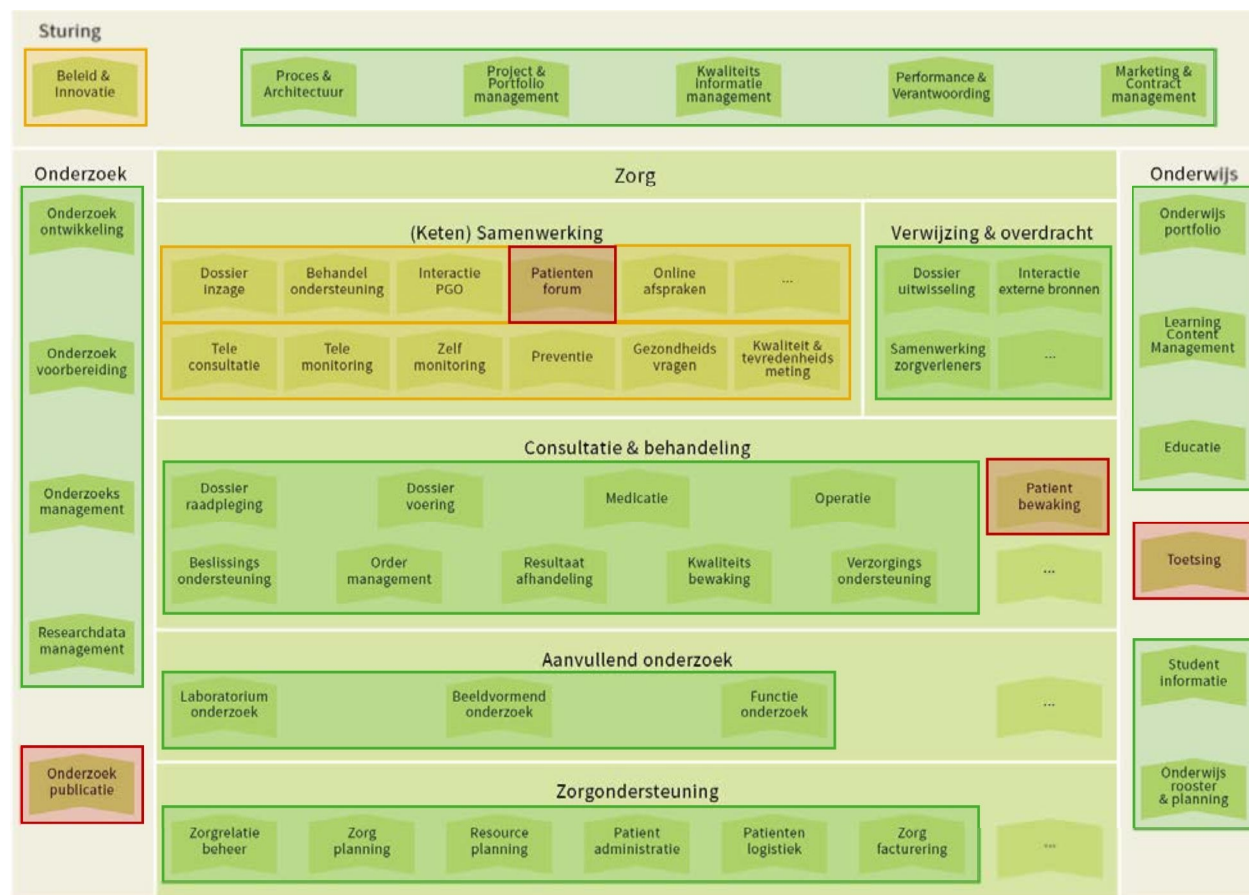 Sturing
Beleid &
Innovatie
Proces &
Architectuur
Project &
Portfolio
management
Kwaliteits
Informatie
management
Performance &
Verantwoording
Marketing &
Contract
management
Onderzoek
Onderzoek
ontwikkeling
Onderzoek
voorbereiding
Onderzoeks
management
Researchdata
management
Onderzoek
publicatie
Zorg
(Keten) Samenwerking
Dossier
inzage
Behandel
ondersteuning
Interactie
PGO
Patienten
forum
Online
afspraken
...
Tele
consultatie
Tele
monitoring
Zelf
monitoring
Preventie
Gezondheids
vragen
Kwaliteit &
tevredenheids
meting
Verwijzing & overdracht
Dossier
uitwisseling
Interactie
externe bronnen
Samenwerking
zorgverleners
...
Consultatie & behandeling
Dossier
raadpleging
Dossier
voering
Medicatie
Operatie
Patient
bewaking
Beslissings
ondersteuning
Order
management
Resultaat
afhandeling
Kwaliteits
bewaking
Verzorgings
ondersteuning
...
Aanvullend onderzoek
Laboratorium
onderzoek
Beeldvormend
onderzoek
Functie
onderzoek
...
Zorgondersteuning
Zorgrelatie
beheer
Zorg
planning
Resource
planning
Patient
administratie
Patienten
logistiek
Zorg
facturering
...
Onderwijs
Onderwijs
portfolio
Learning
Content
Management
Educatie
Toetsing
Student
informatie
Onderwijs
rooster
& planning